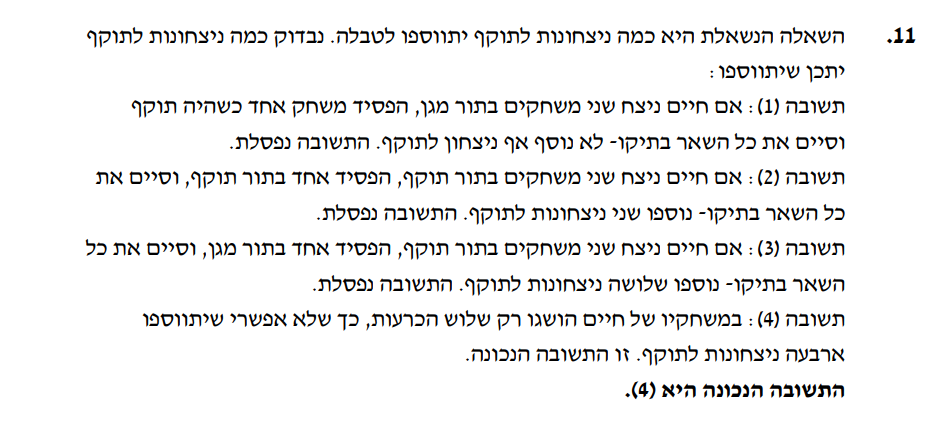 11. השאלה הנשאלת היא כמה ניצחונות לתוקף יתווספו לטבלה. נבדוק כמה ניצחונות לתוקף
יתכן שיתווספו:
תשובה (1): אם חיים ניצח שני משחקים בתור מגן, הפסיד משחק אחד כשהיה תוקף
וסיים את כל השאר בתיקו- לא נוסף אף ניצחון לתוקף. התשובה נפסלת.
תשובה (2): אם חיים ניצח שני משחקים בתור תוקף, הפסיד אחד בתור תוקף, וסיים את
כל השאר בתיקו- נוספו שני ניצחונות לתוקף. התשובה נפסלת.
תשובה (3): אם חיים ניצח שני משחקים בתור תוקף, הפסיד אחד בתור מגן, וסיים את כל
השאר בתיקו- נוספו שלושה ניצחונות לתוקף. התשובה נפסלת.
תשובה (4): במשחקיו של חיים הושגו רק שלוש הכרעות, כך שלא אפשרי שיתווספו
ארבעה ניצחונות לתוקף. זו התשובה הנכונה.
התשובה הנכונה היא (4).